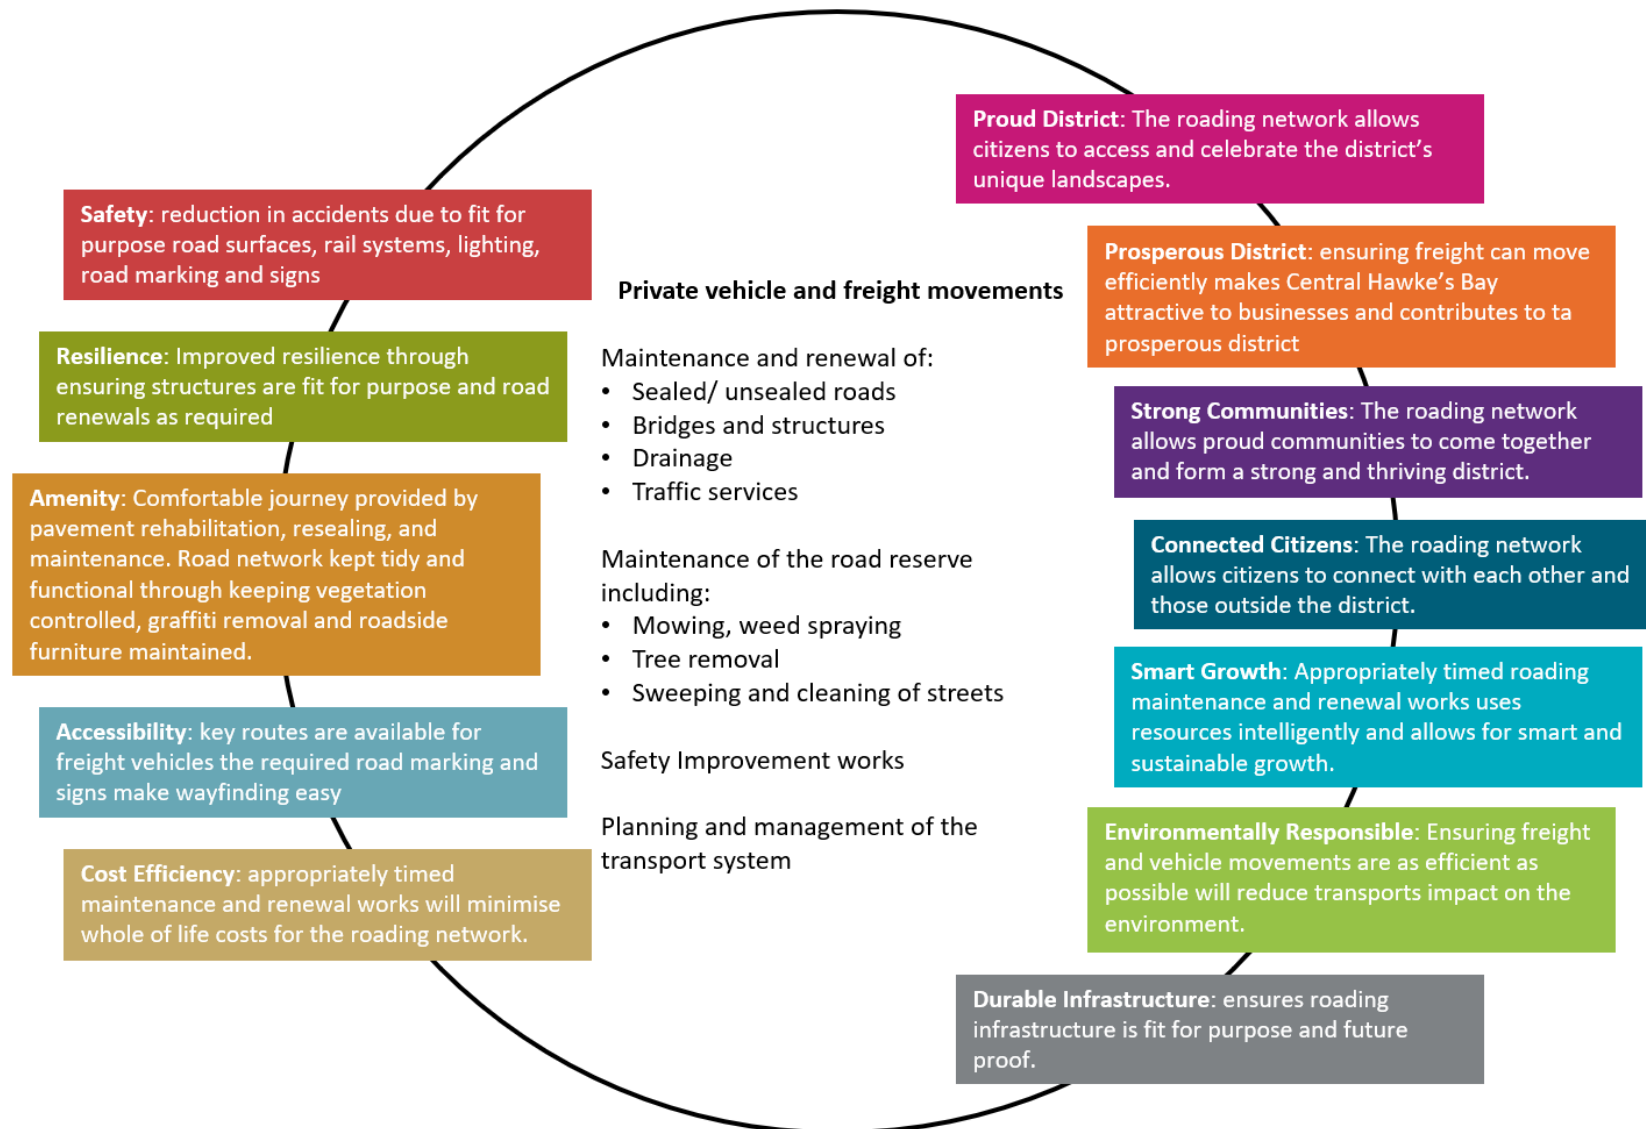 Safety: reduction in accidents due to fit for
purpose road surfaces, rail systems, lighting,
road marking and signs
Resilience: Improved resilience through
ensuring structures are fit for purpose and road
renewals as required
Amenity: Comfortable journey provided by
pavement rehabilitation, resealing, and
maintenance. Road network kept tidy and
functional through keeping vegetation
controlled, graffiti removal and roadside
furniture maintained.
Accessibility: key routes are available for
freight vehicles the required road marking and
signs make wayfinding easy
Cost Efficiency: appropriately timed
maintenance and renewal works will minimise
whole of life costs for the roading network.
Private vehicle and freight movements
Maintenance and renewal of:
• Sealed/ unsealed roads
• Bridges and structures
• Drainage
• Traffic services
Maintenance of the road reserve
including:
• Mowing, weed spraying
• Tree removal
• Sweeping and cleaning of streets
Safety Improvement works
Planning and management of the
transport system
Proud District: The roading network allows
citizens to access and celebrate the district’s
unique landscapes.
Prosperous District: ensuring freight can move
efficiently makes Central Hawke’s Bay
attractive to businesses and contributes to ta
prosperous district
Strong Communities: The roading network
allows proud communities to come together
and form a strong and thriving district.
Connected Citizens: The roading network
allows citizens to connect with each other and
those outside the district.
Smart Growth: Appropriately timed roading
maintenance and renewal works uses
resources intelligently and allows for smart and
sustainable growth.
Environmentally Responsible: Ensuring freight
and vehicle movements are as efficient as
possible will reduce transports impact on the
environment.
Durable Infrastructure: ensures roading
infrastructure is fit for purpose and future
proof.